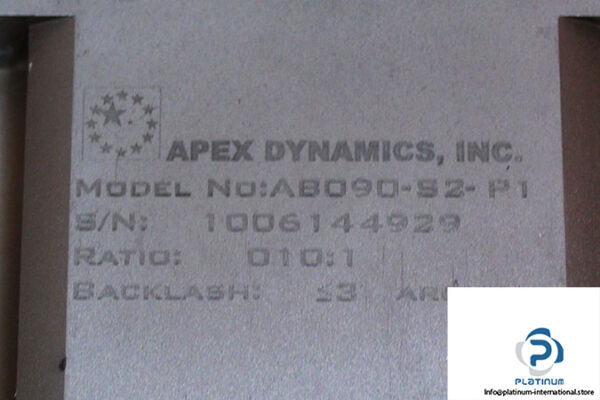 APEX DYNAMICS, INC.
MODEL NO:AB090-S2-P1
S/N: 1006144929
RATIO: 010:1
BACKLASH: ≤3
PLATINUM
Info@platinum-international.store